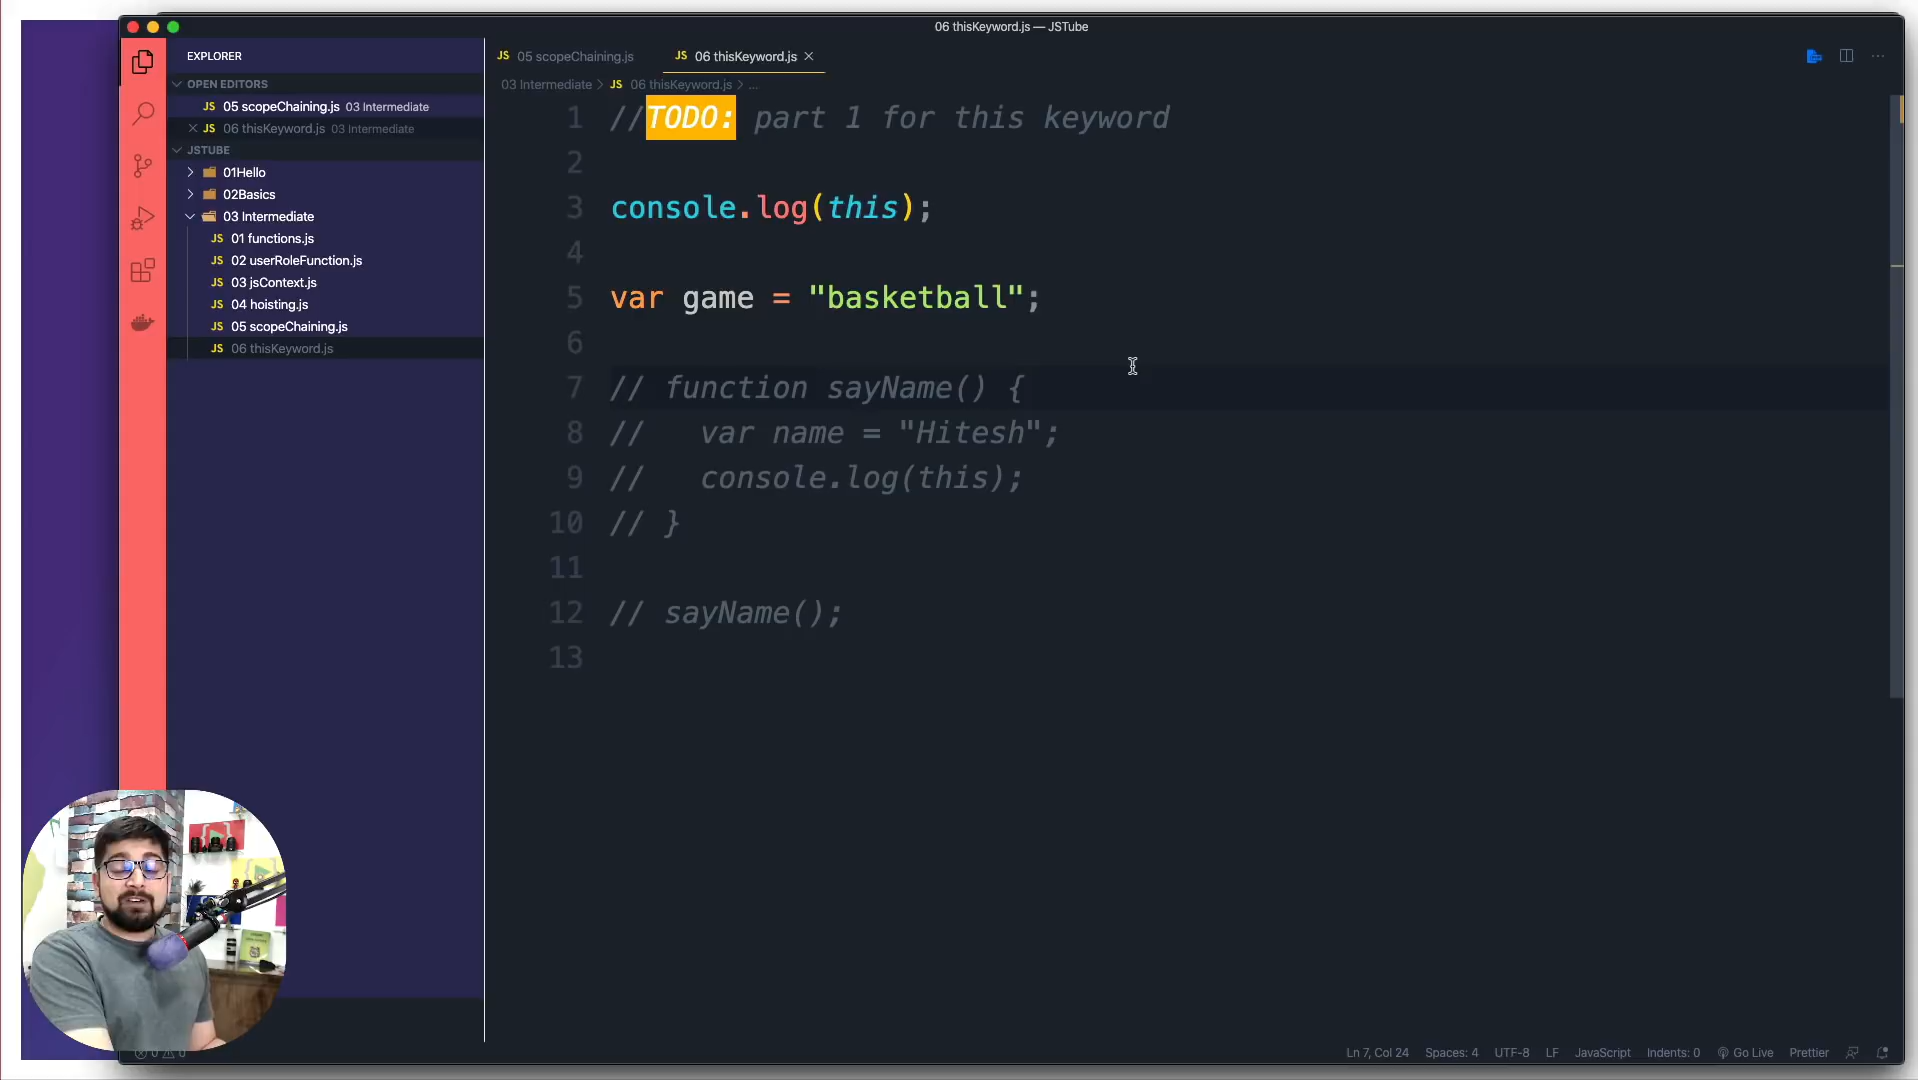 06 thisKeyword.js — JSTube
EXPLORER
OPEN EDITORS
JS 05 scopeChaining.js 03 Intermediate
JS 06 thisKeyword.js 03 Intermediate
JSTUBE
01Hello
02Basics
03 Intermediate
JS 01 functions.js
JS 02 userRoleFunction.js
JS 03 jsContext.js
JS 04 hoisting.js
JS 05 scopeChaining.js
JS 06 thisKeyword.js
JS 05 scopeChaining.js
JS 06 thisKeyword.js
03 Intermediate > JS 06 thisKeyword.js > ...
1 //TODO: part 1 for this keyword
2
3 console.log(this);
4
5 var game = "basketball";
6
7 // function sayName() {
8 //   var name = "Hitesh";
9 //   console.log(this);
10 // }
11
12 // sayName();
13
0 0
Ln 7, Col 24 Spaces: 4 UTF-8 LF JavaScript Indents: 0 Go Live Prettier